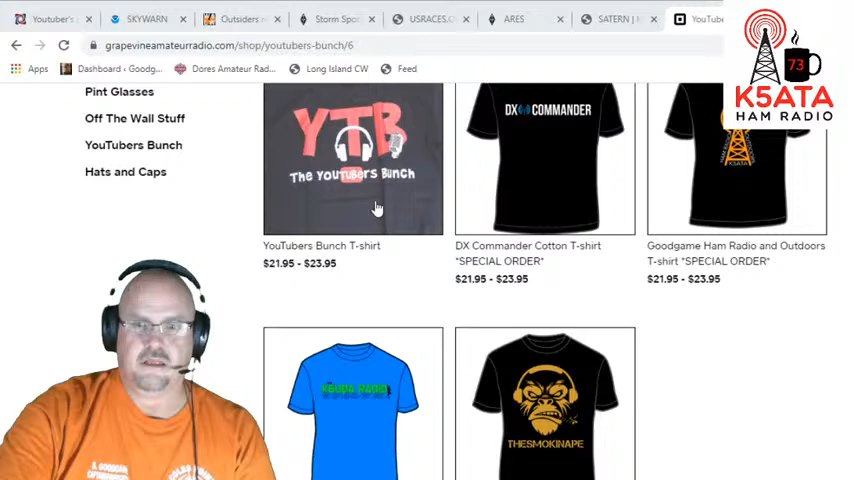 Youtuber's
SKYWARN
Outsiders n
Storm Spo
USRACES.O
ARES
SATERN | N
YouTube
grapevineamateurradio.com/shop/youtubers-bunch/6
Apps
Dashboard ‹ Goodg...
Dores Amateur Rad...
Long Island CW
Feed
73
K5ATA
HAM RADIO
Pint Glasses
Off The Wall Stuff
YouTubers Bunch
Hats and Caps
YTB
The YouTubers Bunch
DX COMMANDER
K5ATA
YouTubers Bunch T-shirt
$21.95 - $23.95
DX Commander Cotton T-shirt
*SPECIAL ORDER*
$21.95 - $23.95
Goodgame Ham Radio and Outdoors
T-shirt *SPECIAL ORDER*
$21.95 - $23.95
THESMOKINAPE